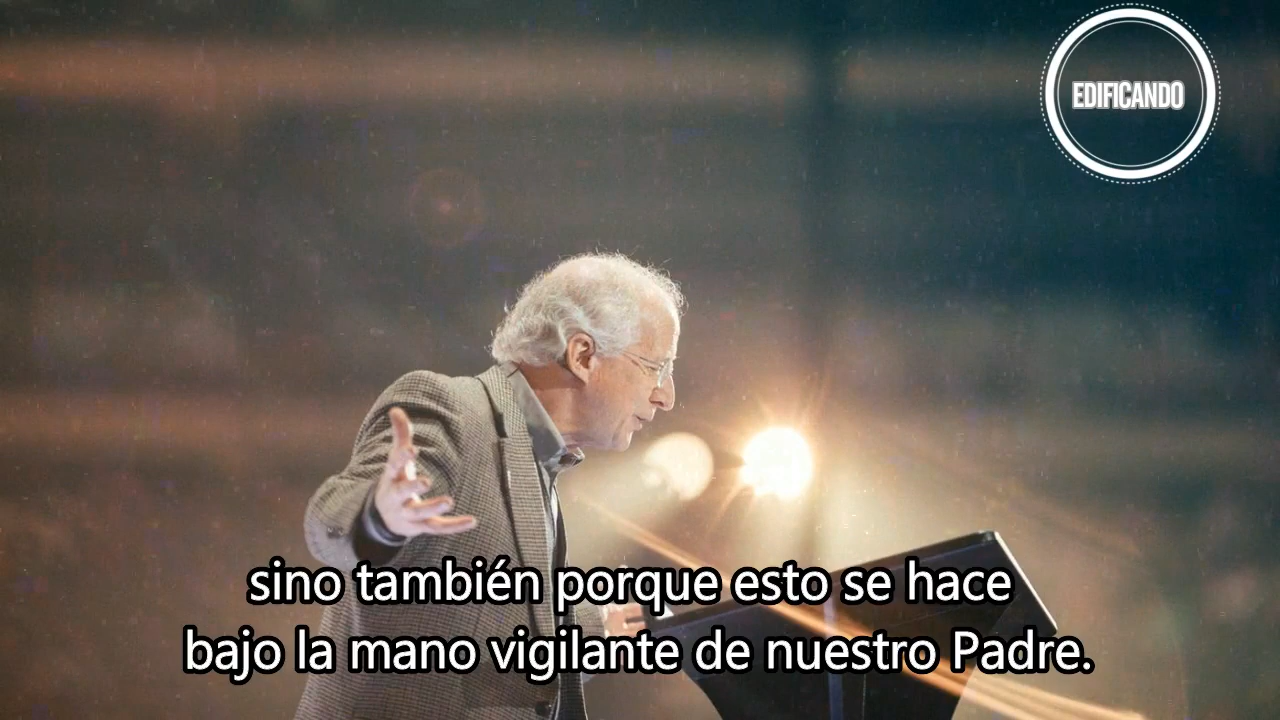 EDIFICANDO
sino también porque esto se hace
bajo la mano vigilante de nuestro Padre.